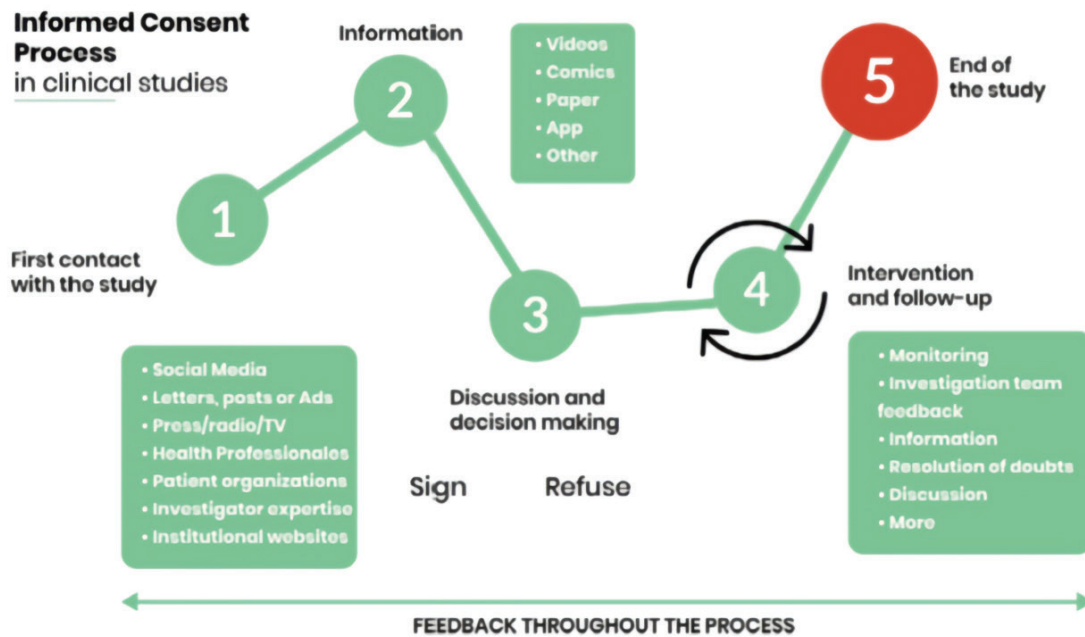 Informed Consent
Process
in clinical studies
1
First contact
with the study
• Social Media
• Letters, posts or Ads
• Press/radio/TV
• Health Professionales
• Patient organizations
• Investigator expertise
• Institutional websites
Information
2
• Videos
• Comics
• Paper
• App
• Other
3
Discussion and
decision making
Sign
Refuse
4
Intervention
and follow-up
• Monitoring
• Investigation team
feedback
• Information
• Resolution of doubts
• Discussion
• More
5
End of
the study
FEEDBACK THROUGHOUT THE PROCESS